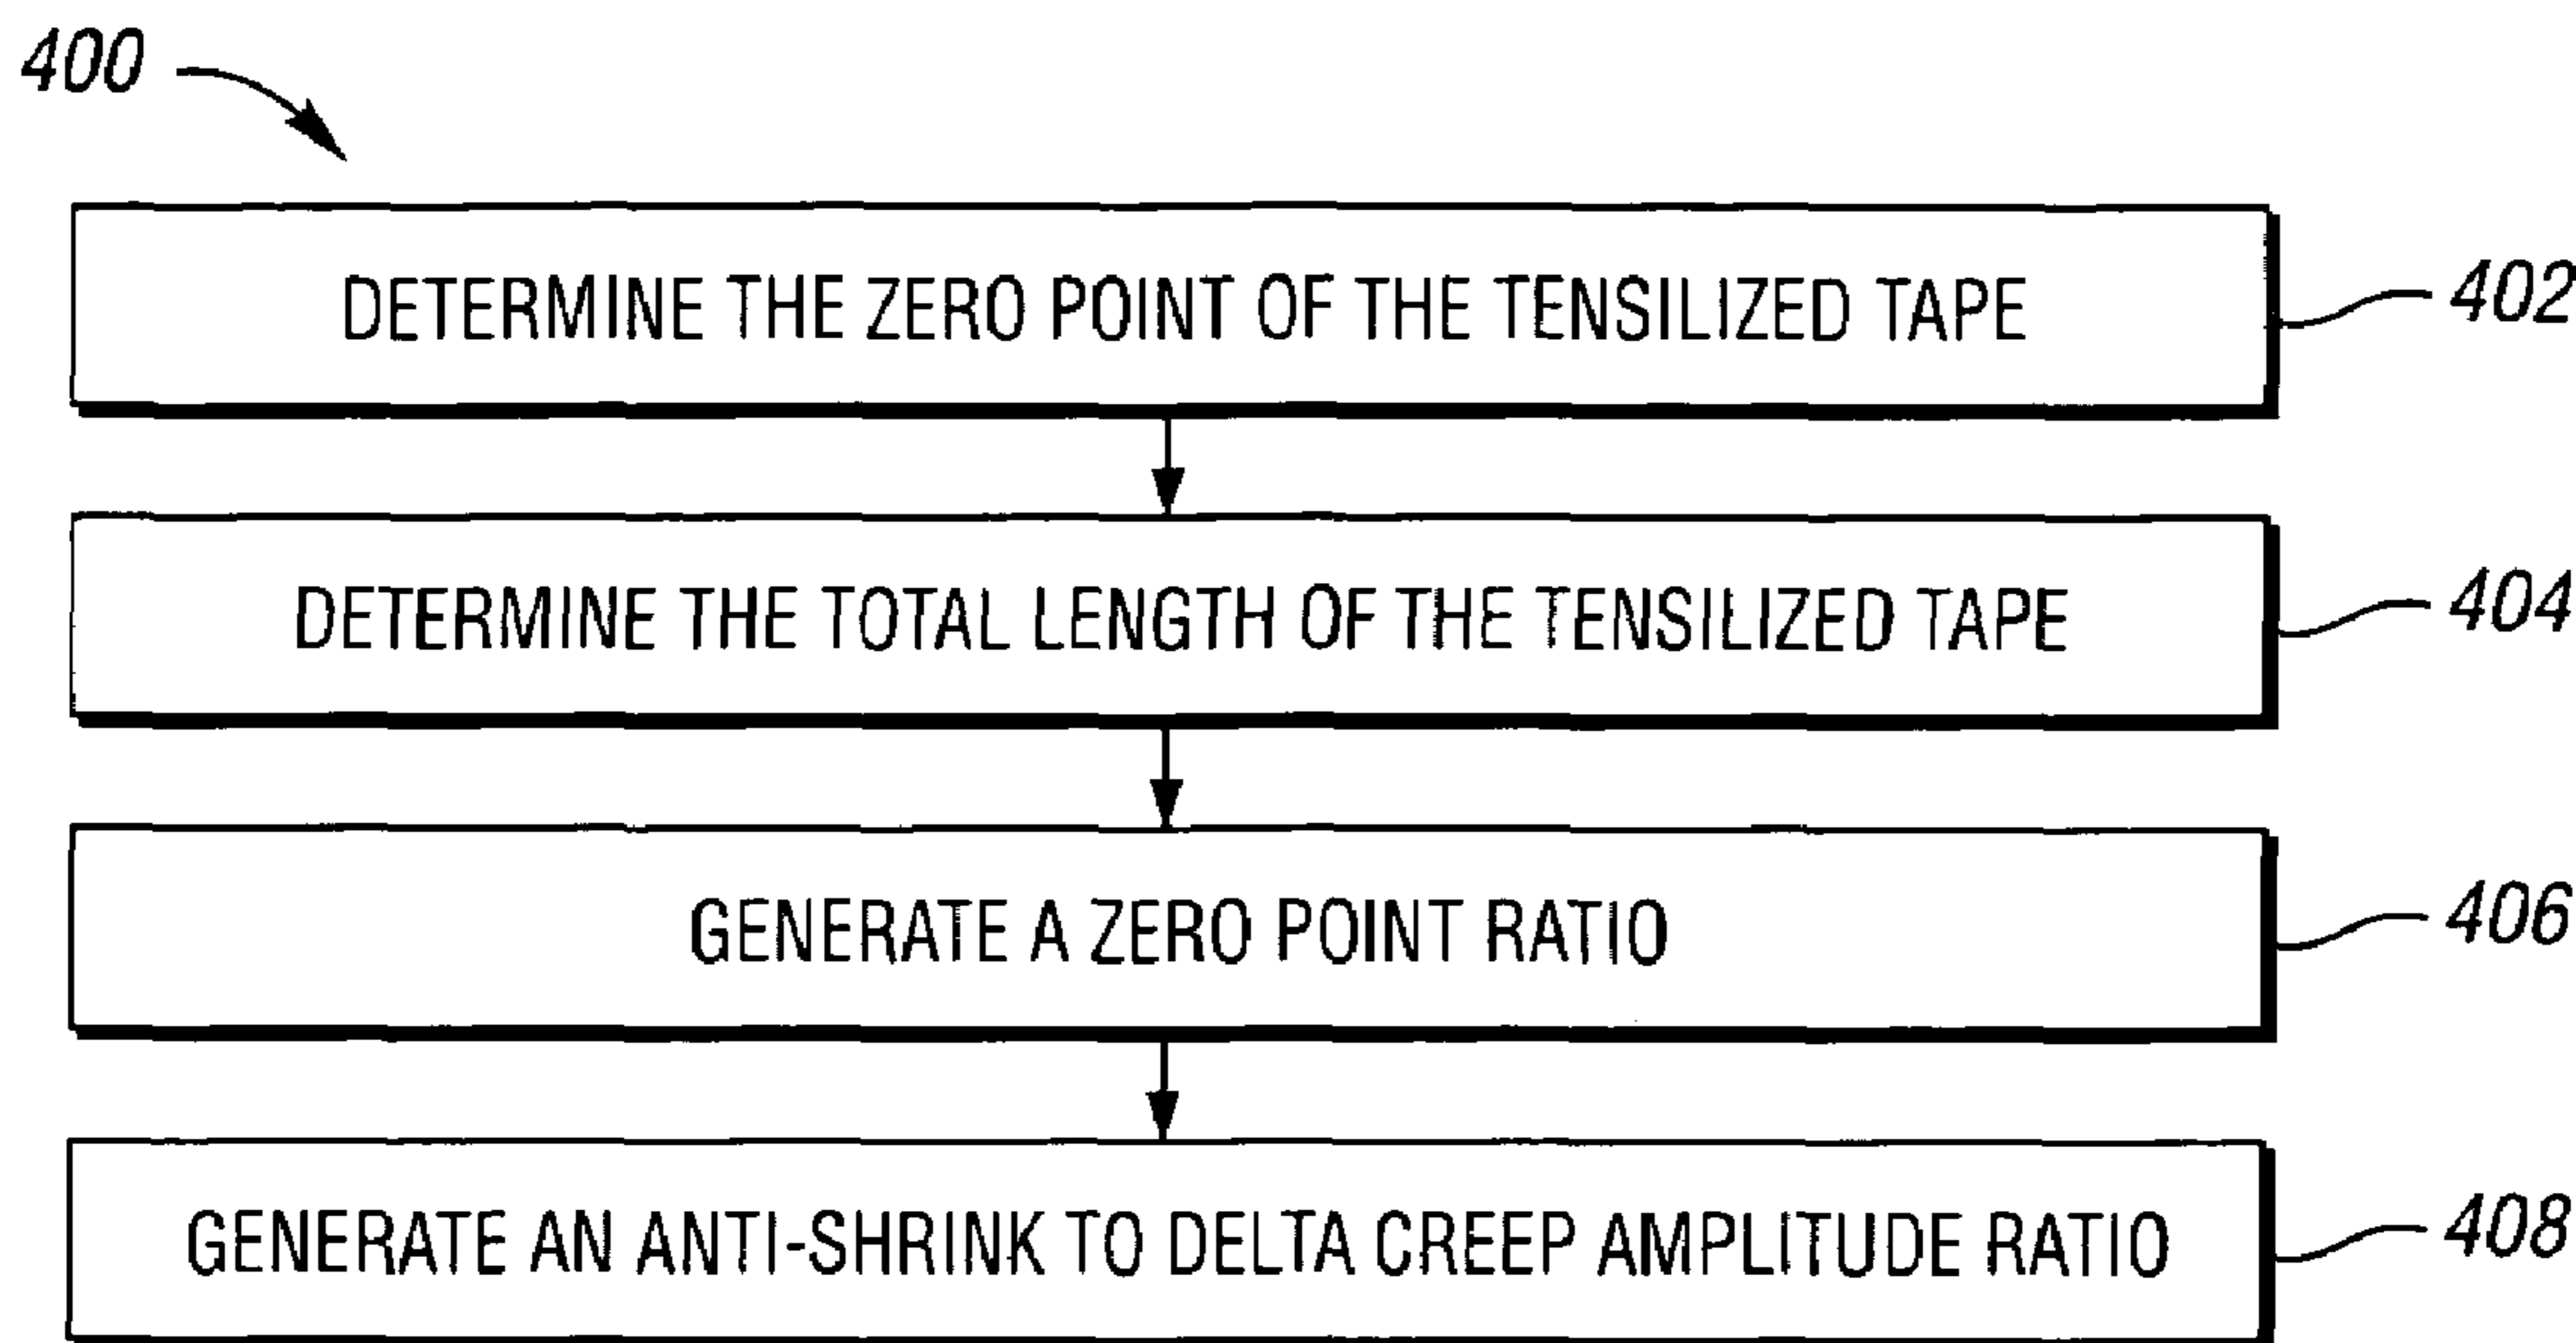 400
DETERMINE THE ZERO POINT OF THE TENSILIZED TAPE
402
DETERMINE THE TOTAL LENGTH OF THE TENSILIZED TAPE
404
GENERATE A ZERO POINT RATIO
406
GENERATE AN ANTI-SHRINK TO DELTA CREEP AMPLITUDE RATIO
408